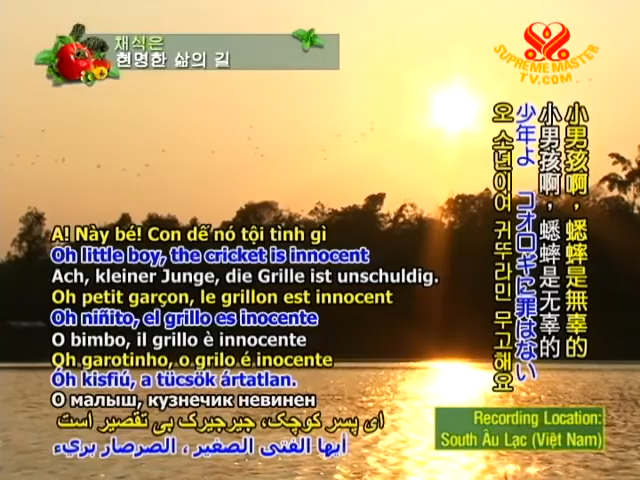 채식은
현명한 삶의 길
SUPREME MASTER
TV.COM
A! Này bé! Con dế nó tội tình gì
Oh little boy, the cricket is innocent
Ach, kleiner Junge, die Grille ist unschuldig.
Oh petit garçon, le grillon est innocent
Oh niñito, el grillo es inocente
O bimbo, il grillo è innocente
Oh garotinho, o grilo é inocente
Óh kisfiú, a tücsök ártatlan.
О малыш, кузнечик невинен
ای پسر کوچک، جیرجیرک بی تقصیر است
أيها الفتى الصغير ، الصرصار بريء
小男孩啊，蟋蟀是無辜的
小男孩啊，蟋蟀是无辜的
少年よ コオロギに罪はない
오 소년이여 귀뚜라민 무고해요
Recording Location:
South Âu Lạc (Việt Nam)